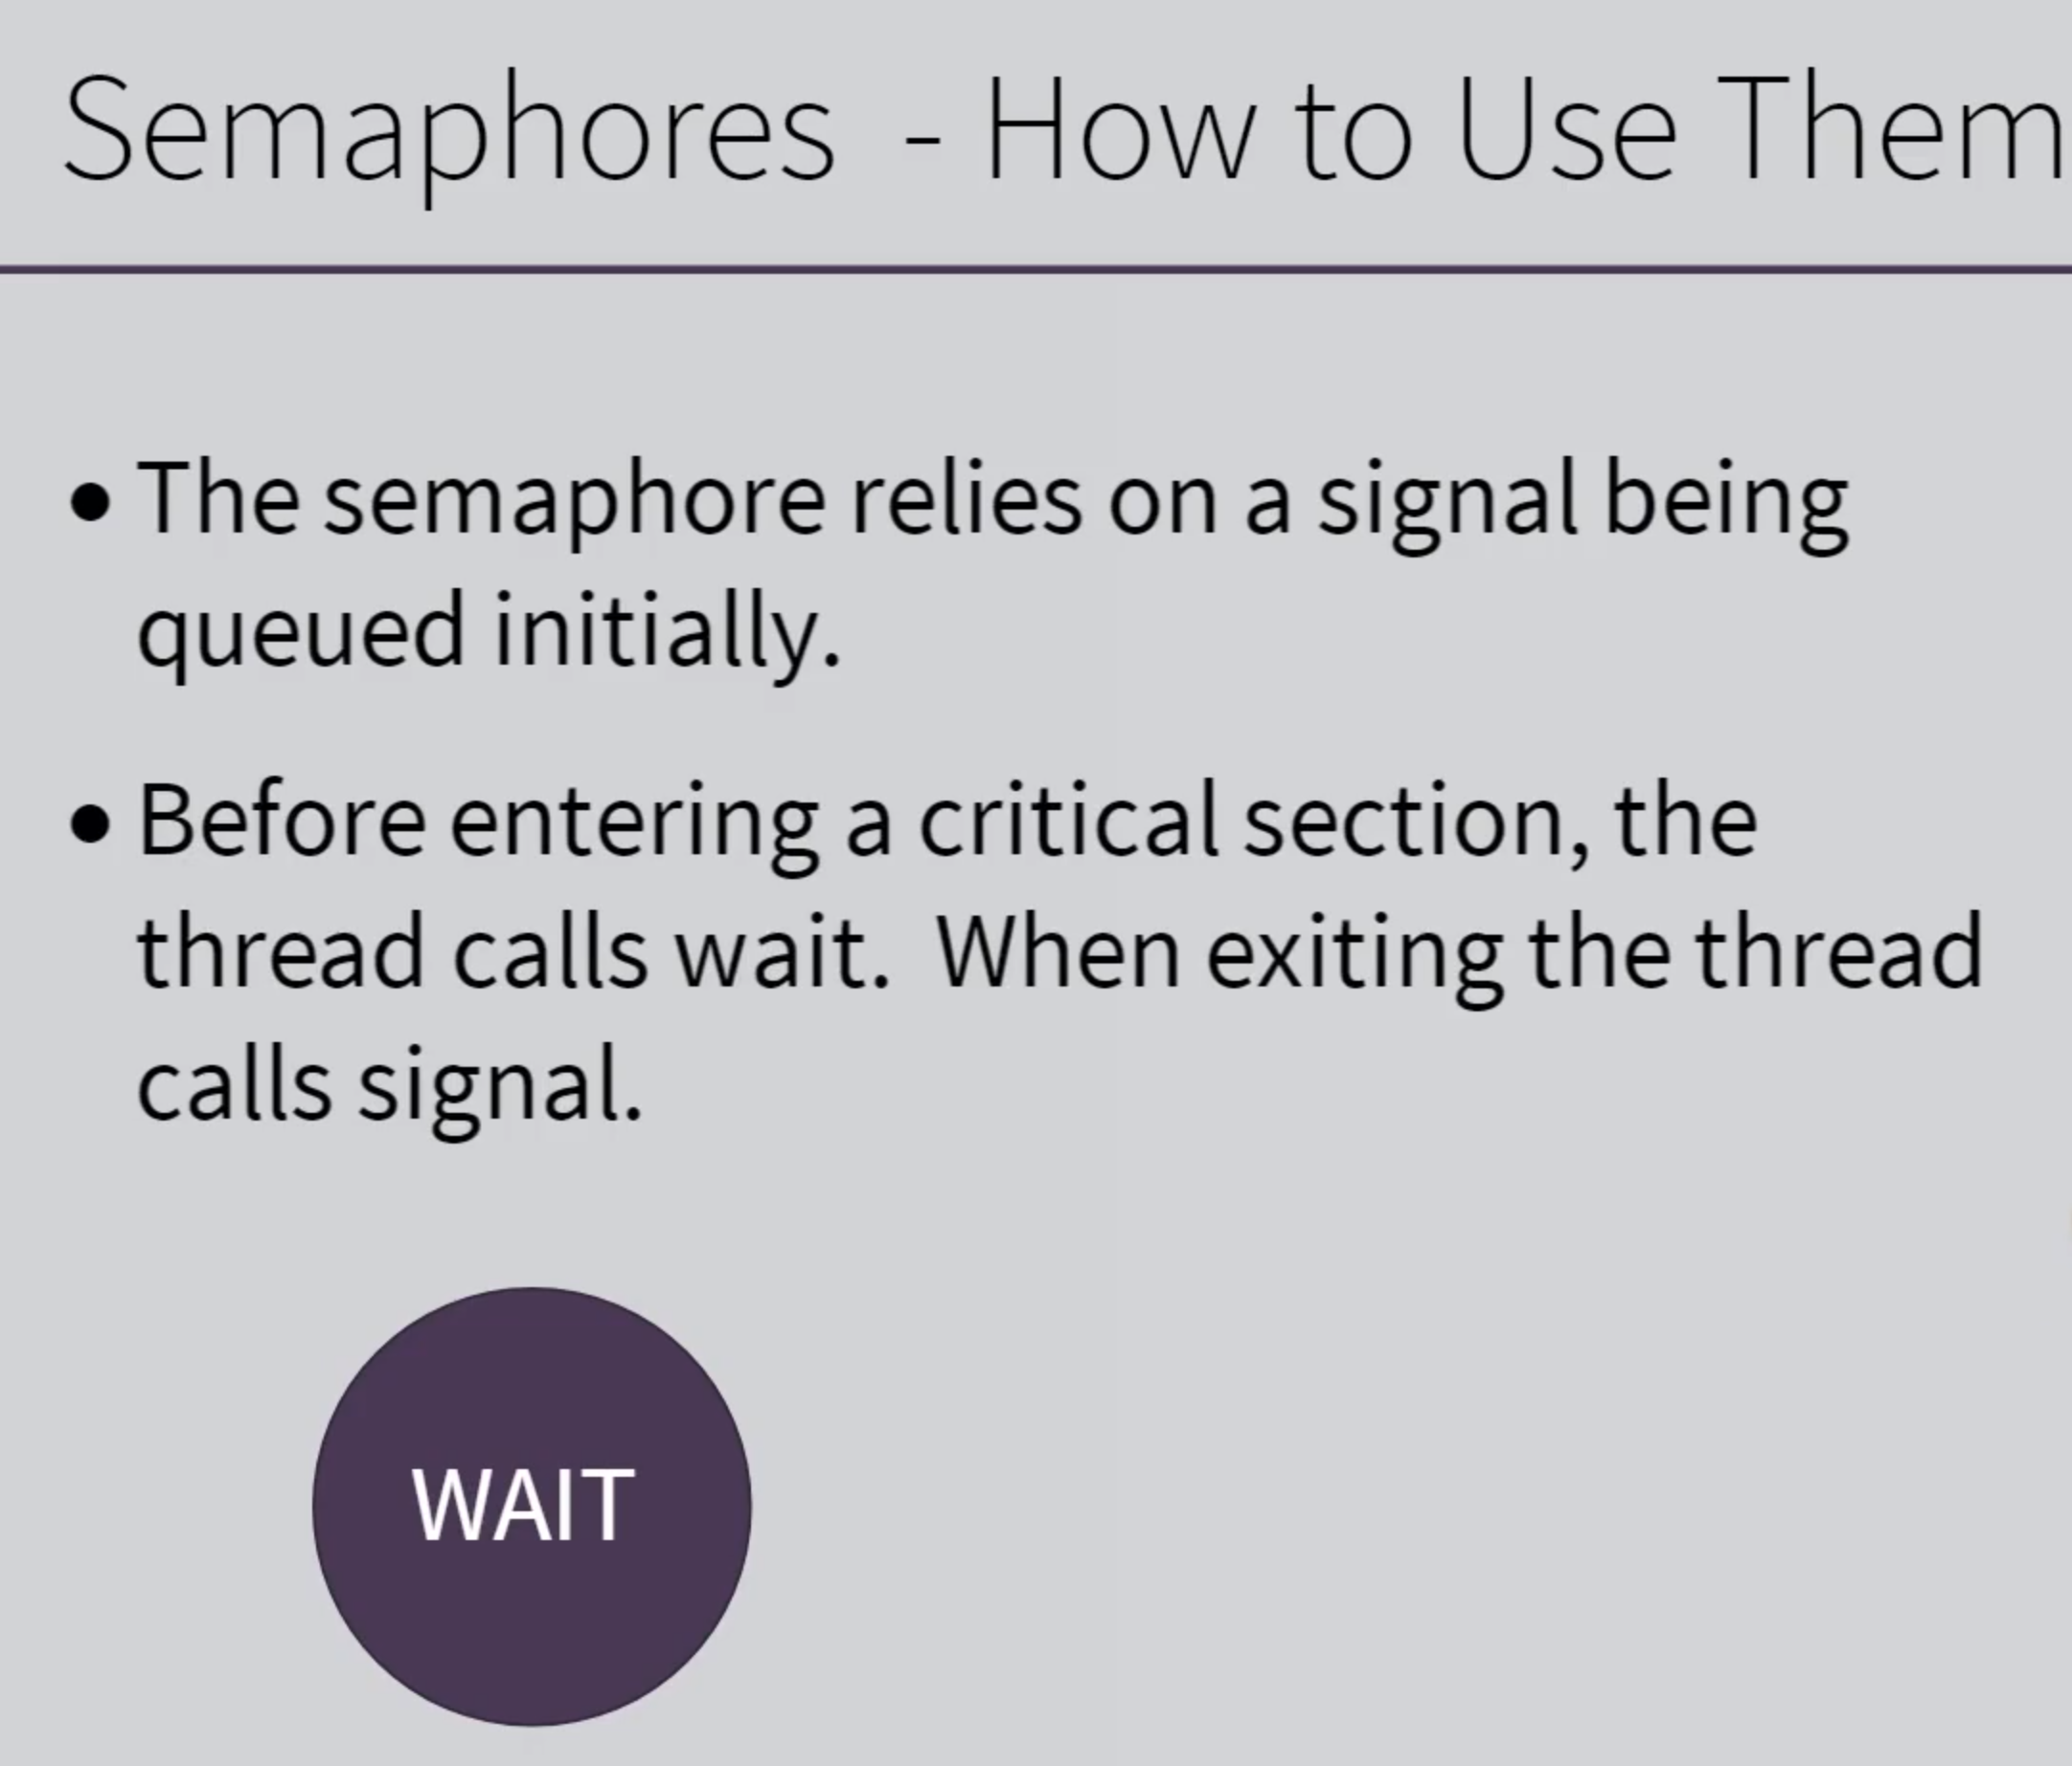 Semaphores  - How to Use Them
• The semaphore relies on a signal being
queued initially.
• Before entering a critical section, the
thread calls wait.  When exiting the thread
calls signal.
WAIT